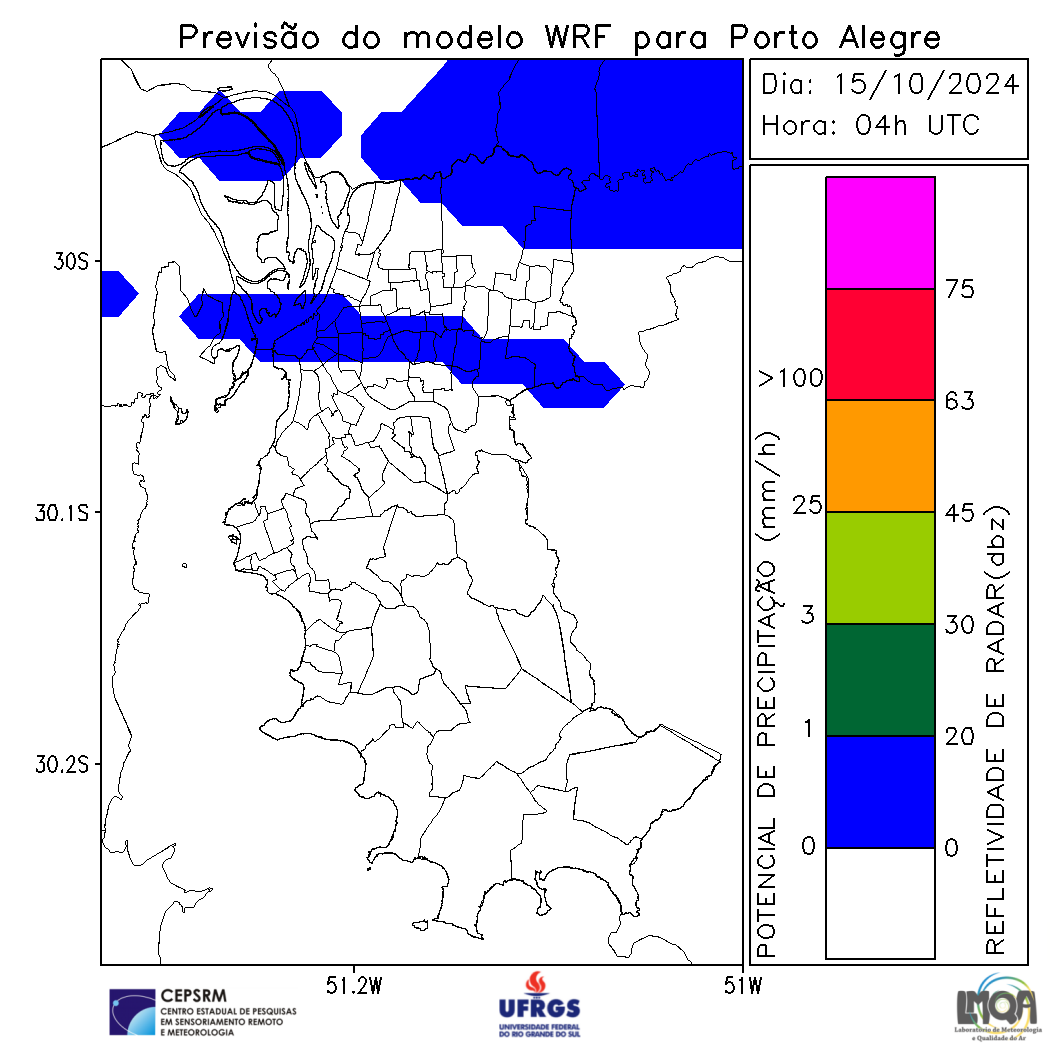 Previsão do modelo WRF para Porto Alegre
Dia: 15/10/2024
Hora: 04h UTC
30S
30.1S
30.2S
51.2W
51W
POTENCIAL DE PRECIPITAÇÃO (mm/h)
>100
25
3
1
0
75
63
45
30
20
0
REFLETIVIDADE DE RADAR(dbz)
CEPSRM
CENTRO ESTADUAL DE PESQUISAS
EM SENSORIAMENTO REMOTO
E METEOROLOGIA
UFRGS
UNIVERSIDADE FEDERAL
DO RIO GRANDE DO SUL
LMQA
Laboratório de Meteorologia
e Qualidade do Ar